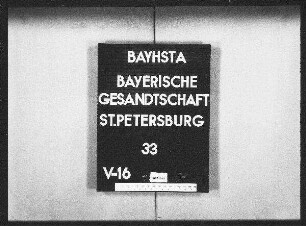 BAYHSTA
BAYERISCHE
GESANDTSCHAFT
ST.PETERSBURG
33
V-16